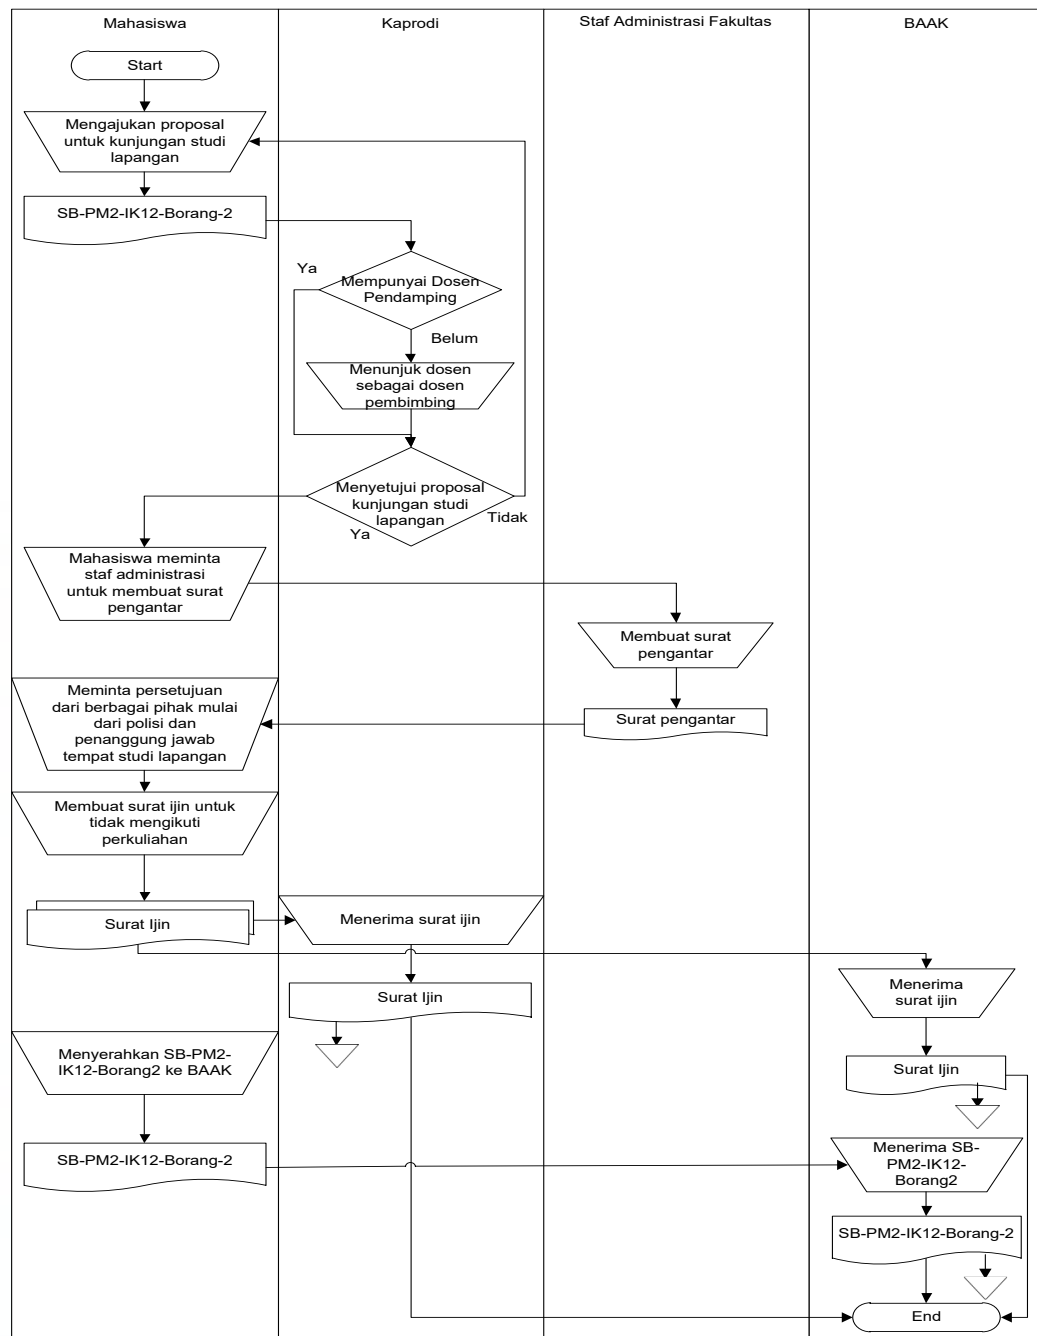 Mahasiswa
Kaprodi
Staf Administrasi Fakultas
BAAK
Start
Mengajukan proposal
untuk kunjungan studi
lapangan
SB-PM2-IK12-Borang-2
Ya
Mempunyai Dosen
Pendamping
Belum
Menunjuk dosen
sebagai dosen
pembimbing
Menyetujui proposal
kunjungan studi
lapangan
Tidak
Ya
Mahasiswa meminta
staf administrasi
untuk membuat surat
pengantar
Membuat surat
pengantar
Surat pengantar
Meminta persetujuan
dari berbagai pihak mulai
dari polisi dan
penanggung jawab
tempat studi lapangan
Membuat surat ijin untuk
tidak mengikuti
perkuliahan
Surat Ijin
Menerima surat ijin
Menerima
surat ijin
Surat Ijin
Surat Ijin
Menyerahkan SB-PM2-
IK12-Borang2 ke BAAK
SB-PM2-IK12-Borang-2
Menerima SB-
PM2-IK12-
Borang2
SB-PM2-IK12-Borang-2
End